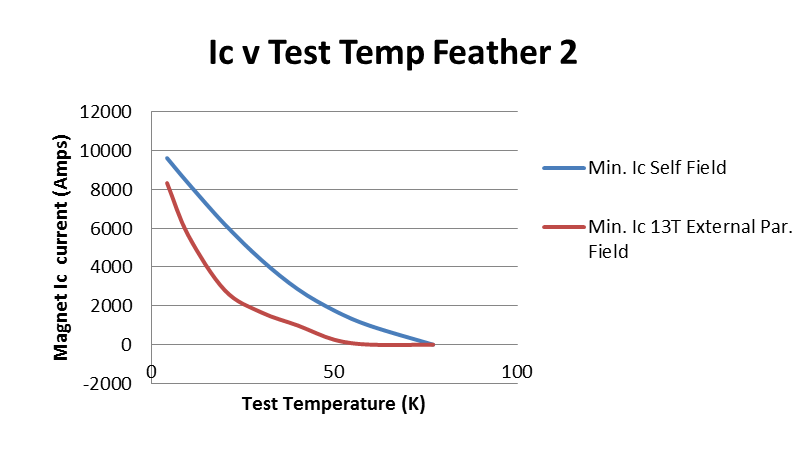 Ic v Test Temp Feather 2
12000
10000
8000
6000
4000
2000
0
-2000
0
50
100
Magnet Ic current (Amps)
Test Temperature (K)
Min. Ic Self Field
Min. Ic 13T External Par.
Field